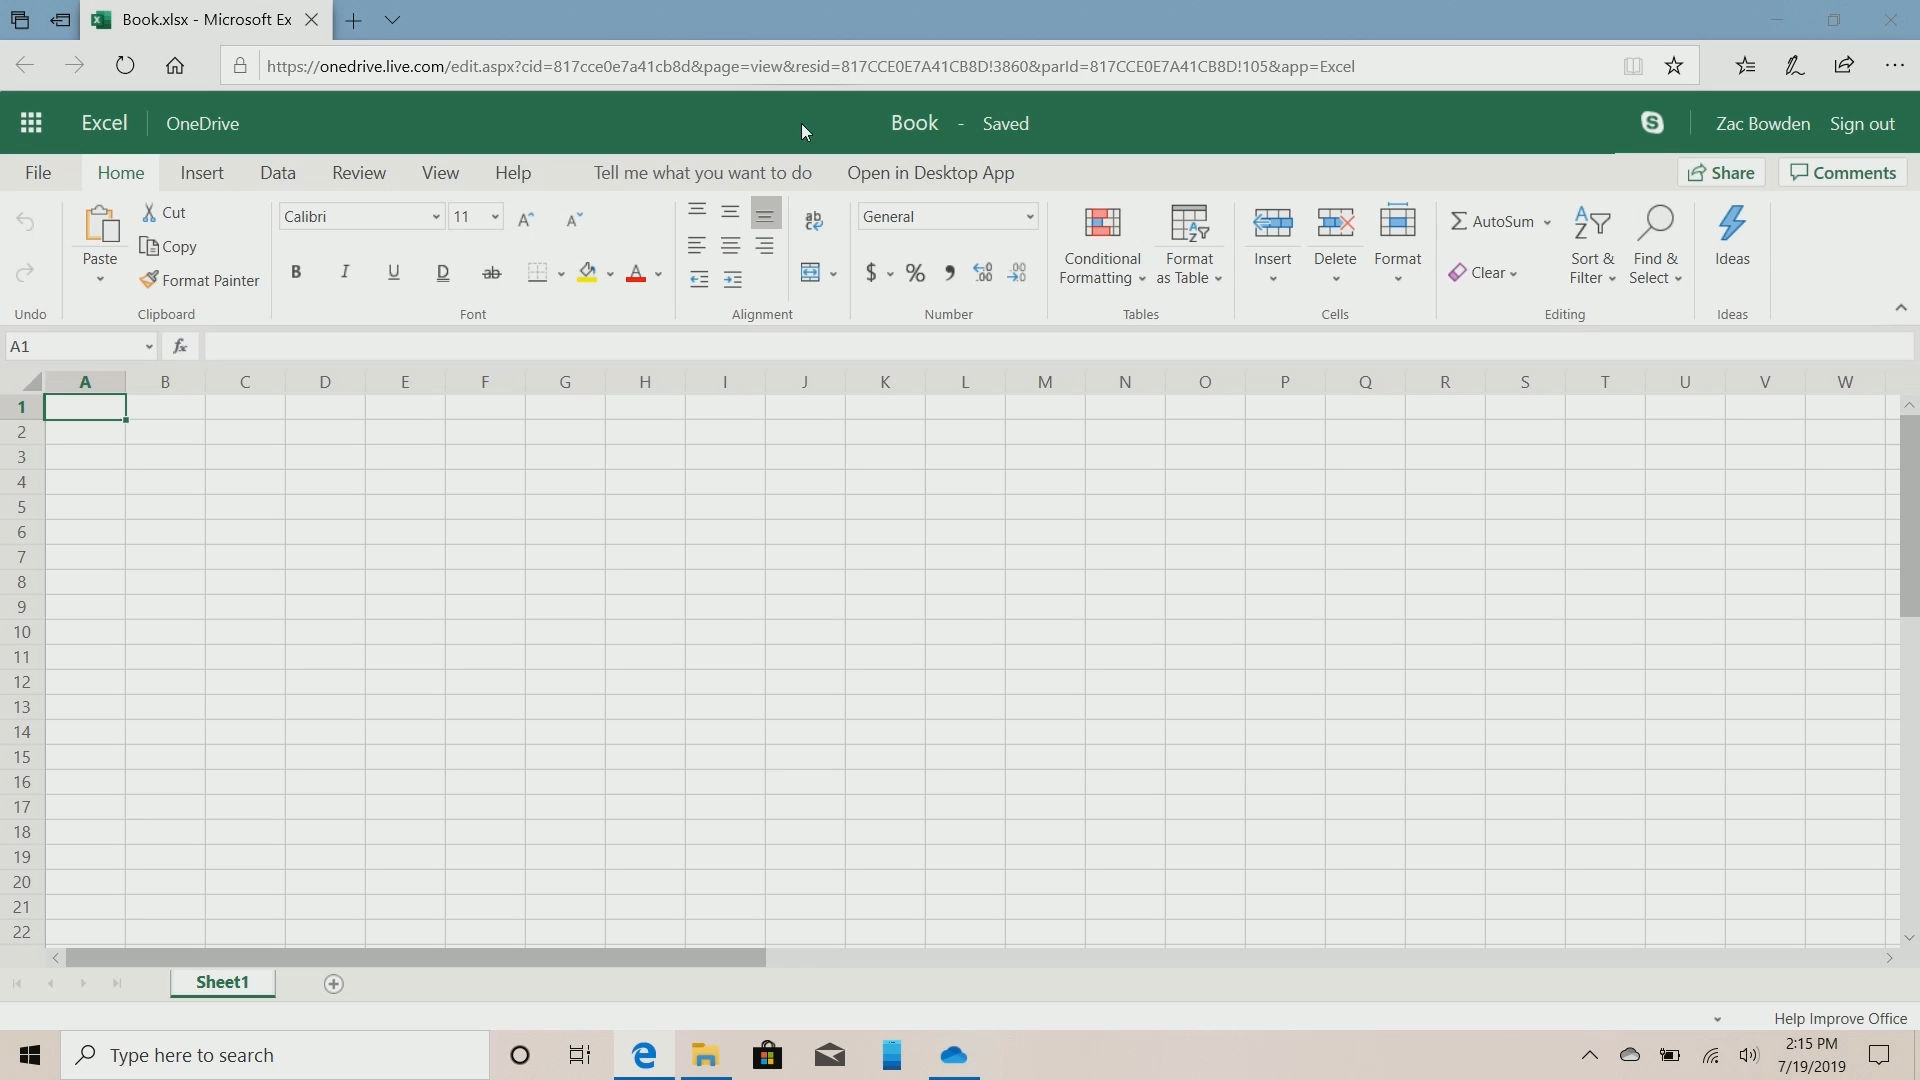 Book.xlsx - Microsoft Ex
https://onedrive.live.com/edit.aspx?cid=817cce0e7a41cb8d&page=view&resid=817CCE0E7A41CB8D!3860&parId=817CCE0E7A41CB8D!105&app=Excel
Excel OneDrive Book - Saved Zac Bowden Sign out
File Home Insert Data Review View Help Tell me what you want to do Open in Desktop App Share Comments
Paste Cut Copy Format Painter
Calibri 11
B I U D ab
ab
General
$ % , .00 .00
Conditional Formatting Format as Table
Insert Delete Format
AutoSum Clear
Sort & Filter Find & Select
Ideas
Undo Clipboard Font Alignment Number Tables Cells Editing Ideas
A1 fx
A B C D E F G H I J K L M N O P Q R S T U V W
1
2
3
4
5
6
7
8
9
10
11
12
13
14
15
16
17
18
19
20
21
22
Sheet1
Help Improve Office
Type here to search
2:15 PM
7/19/2019